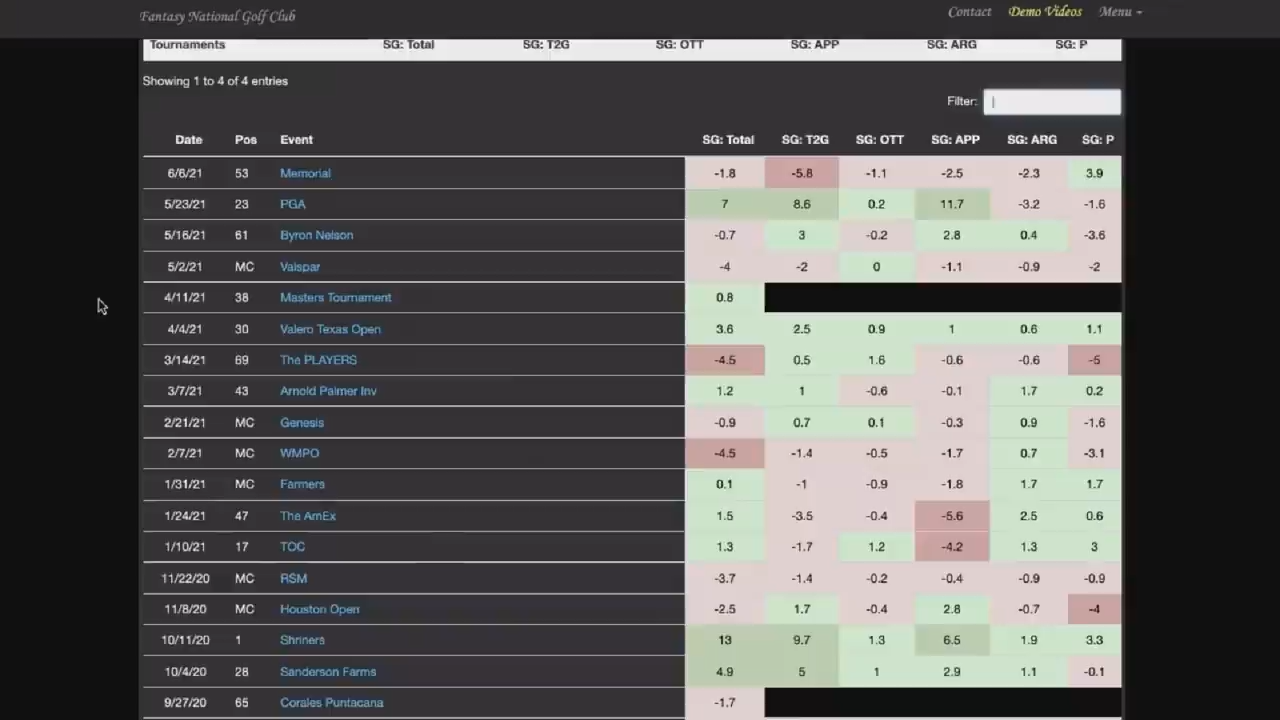 Fantasy National Golf Club Contact Demo Videos Menu
Tournaments SG: Total SG: T2G SG: OTT SG: APP SG: ARG SG: P
Showing 1 to 4 of 4 entries
Filter:
Date Pos Event SG: Total SG: T2G SG: OTT SG: APP SG: ARG SG: P
6/6/21 53 Memorial -1.8 -5.8 -1.1 -2.5 -2.3 3.9
5/23/21 23 PGA 7 8.6 0.2 11.7 -3.2 -1.6
5/16/21 61 Byron Nelson -0.7 3 -0.2 2.8 0.4 -3.6
5/2/21 MC Valspar -4 -2 0 -1.1 -0.9 -2
4/11/21 38 Masters Tournament 0.8
4/4/21 30 Valero Texas Open 3.6 2.5 0.9 1 0.6 1.1
3/14/21 69 The PLAYERS -4.5 0.5 1.6 -0.6 -0.6 -5
3/7/21 43 Arnold Palmer Inv 1.2 1 -0.6 -0.1 1.7 0.2
2/21/21 MC Genesis -0.9 0.7 0.1 -0.3 0.9 -1.6
2/7/21 MC WMPO -4.5 -1.4 -0.5 -1.7 0.7 -3.1
1/31/21 MC Farmers 0.1 -1 -0.9 -1.8 1.7 1.7
1/24/21 47 The AmEx 1.5 -3.5 -0.4 -5.6 2.5 0.6
1/10/21 17 TOC 1.3 -1.7 1.2 -4.2 1.3 3
11/22/20 MC RSM -3.7 -1.4 -0.2 -0.4 -0.9 -0.9
11/8/20 MC Houston Open -2.5 1.7 -0.4 2.8 -0.7 -4
10/11/20 1 Shriners 13 9.7 1.3 6.5 1.9 3.3
10/4/20 28 Sanderson Farms 4.9 5 1 2.9 1.1 -0.1
9/27/20 65 Corales Puntacana -1.7